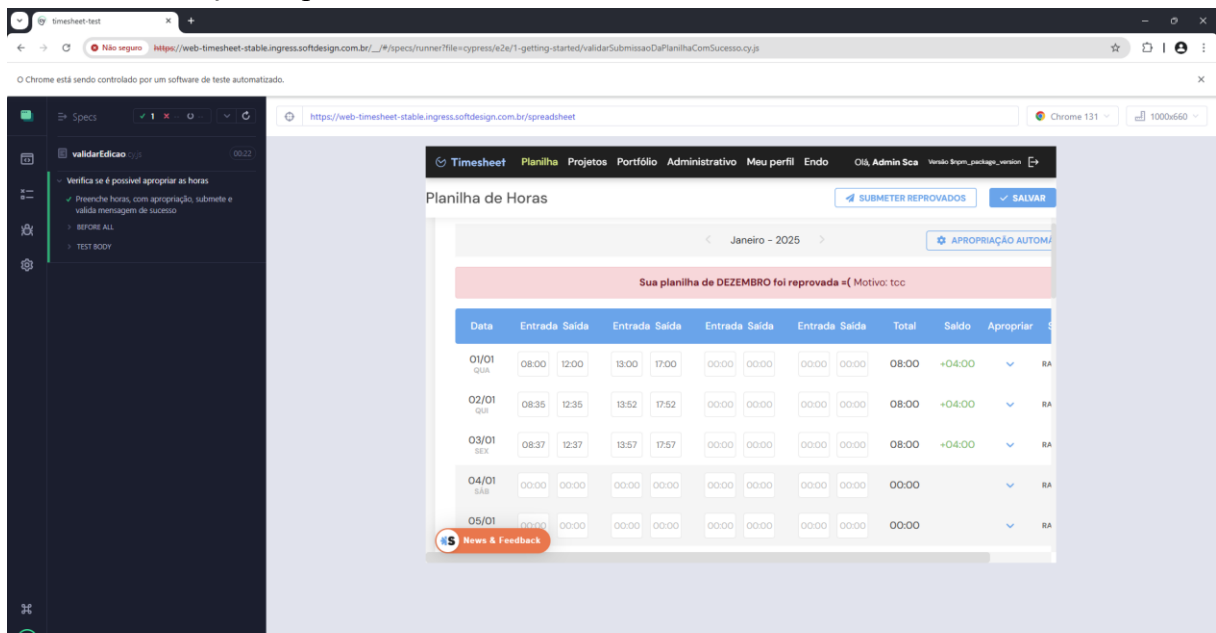 timesheet-test
Não seguro https://web-timesheet-stable.ingress.softdesign.com.br/__/#/specs/runner?file=cypress/e2e/1-getting-started/validarSubmissaoDaPlanilhaComSucesso.cy.js
O Chrome está sendo controlado por um software de teste automatizado.
Specs 1
https://web-timesheet-stable.ingress.softdesign.com.br/spreadsheet
Chrome 131
1000x660
validarEdicao.cy.js 00:22
Verifica se é possivel apropriar as horas
Preenche horas, com apropriação, submete e
valida mensagem de sucesso
BEFORE ALL
TEST BODY
Timesheet Planilha Projetos Portfólio Administrativo Meu perfil Endo Olá, Admin Sca Versão $npm_package_version
Planilha de Horas SUBMETER REPROVADOS SALVAR
Janeiro - 2025 APROPRIAÇÃO AUTOMÁ
Sua planilha de DEZEMBRO foi reprovada =( Motivo: tcc
Data Entrada Saída Entrada Saída Entrada Saída Entrada Saída Total Saldo Apropriar S
01/01 08:00 12:00 13:00 17:00 00:00 00:00 00:00 00:00 08:00 +04:00 RA
QUA
02/01 08:35 12:35 13:52 17:52 00:00 00:00 00:00 00:00 08:00 +04:00 RA
QUI
03/01 08:37 12:37 13:57 17:57 00:00 00:00 00:00 00:00 08:00 +04:00 RA
SEX
04/01 00:00 00:00 00:00 00:00 00:00 00:00 00:00 00:00 00:00 RA
SÁB
05/01 00:00 00:00 00:00 00:00 00:00 00:00 00:00 00:00 00:00 RA
S News & Feedback